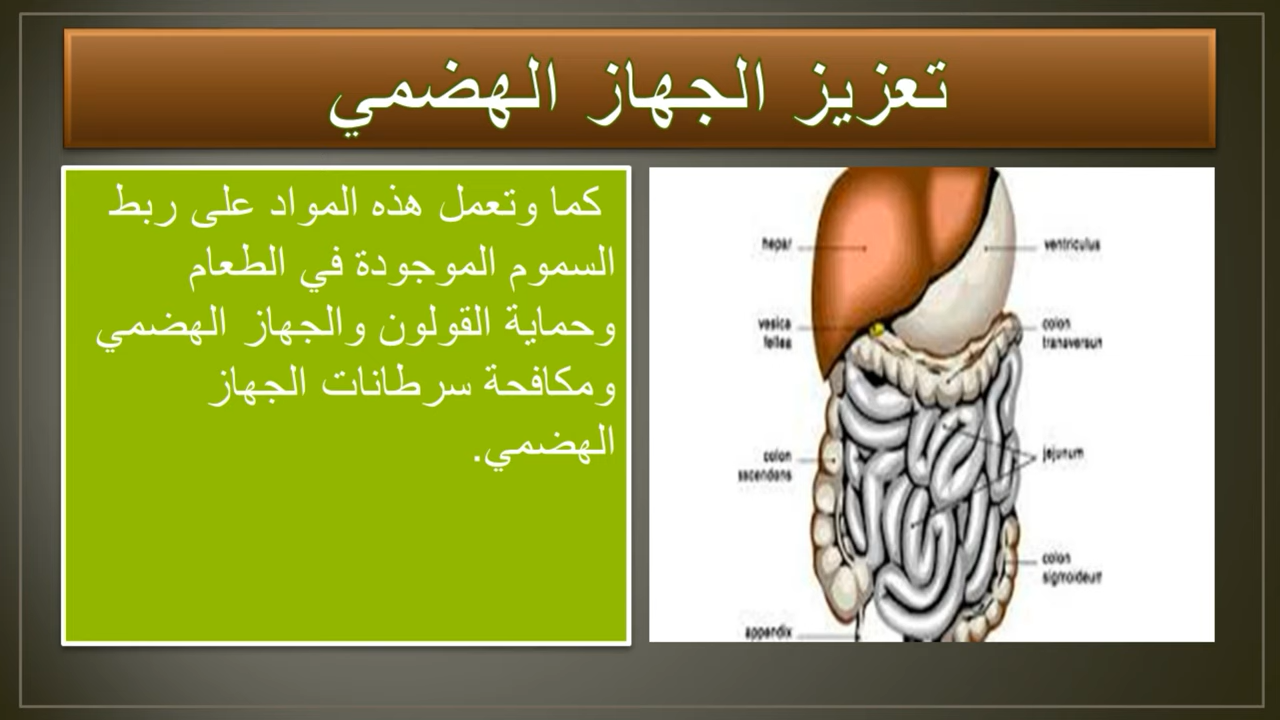 تعزيز الجهاز الهضمي
كما وتعمل هذه المواد على ربط
السموم الموجودة في الطعام
وحماية القولون والجهاز الهضمي
ومكافحة سرطانات الجهاز
الهضمي.
hepar
ventriculus
vesica
fellea
colon
transversun
colon
ascendens
jejunum
colon
sigmoideum
appendix